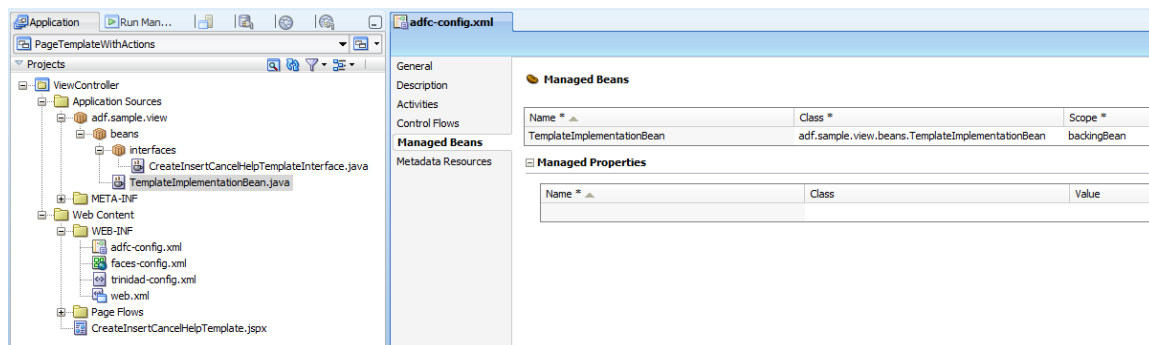 Application
Run Man...
adfc-config.xml
PageTemplateWithActions
Projects
ViewController
Application Sources
adf.sample.view
beans
interfaces
CreateInsertCancelHelpTemplateInterface.java
TemplateImplementationBean.java
META-INF
Web Content
WEB-INF
adfc-config.xml
faces-config.xml
trinidad-config.xml
web.xml
Page Flows
CreateInsertCancelHelpTemplate.jspx
General
Description
Activities
Control Flows
Managed Beans
Metadata Resources
Managed Beans
Name * Class * Scope *
TemplateImplementationBean adf.sample.view.beans.TemplateImplementationBean backingBean
Managed Properties
Name * Class Value